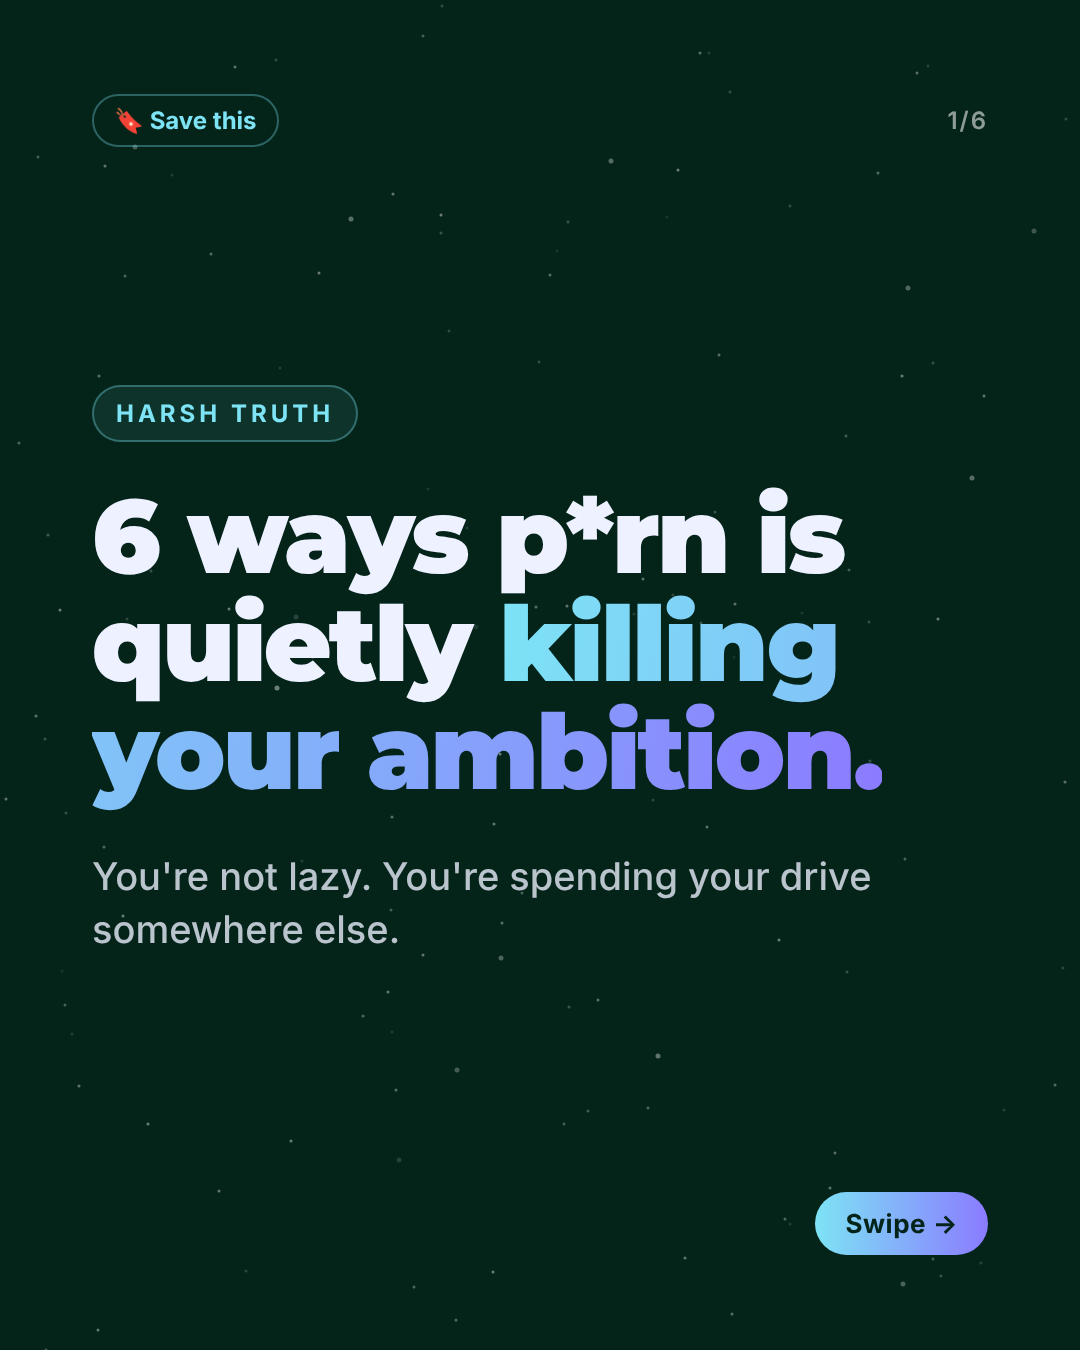 🔖 Save this
1/6
HARSH TRUTH
6 ways p*rn is
quietly killing
your ambition.
You're not lazy. You're spending your drive
somewhere else.
Swipe →